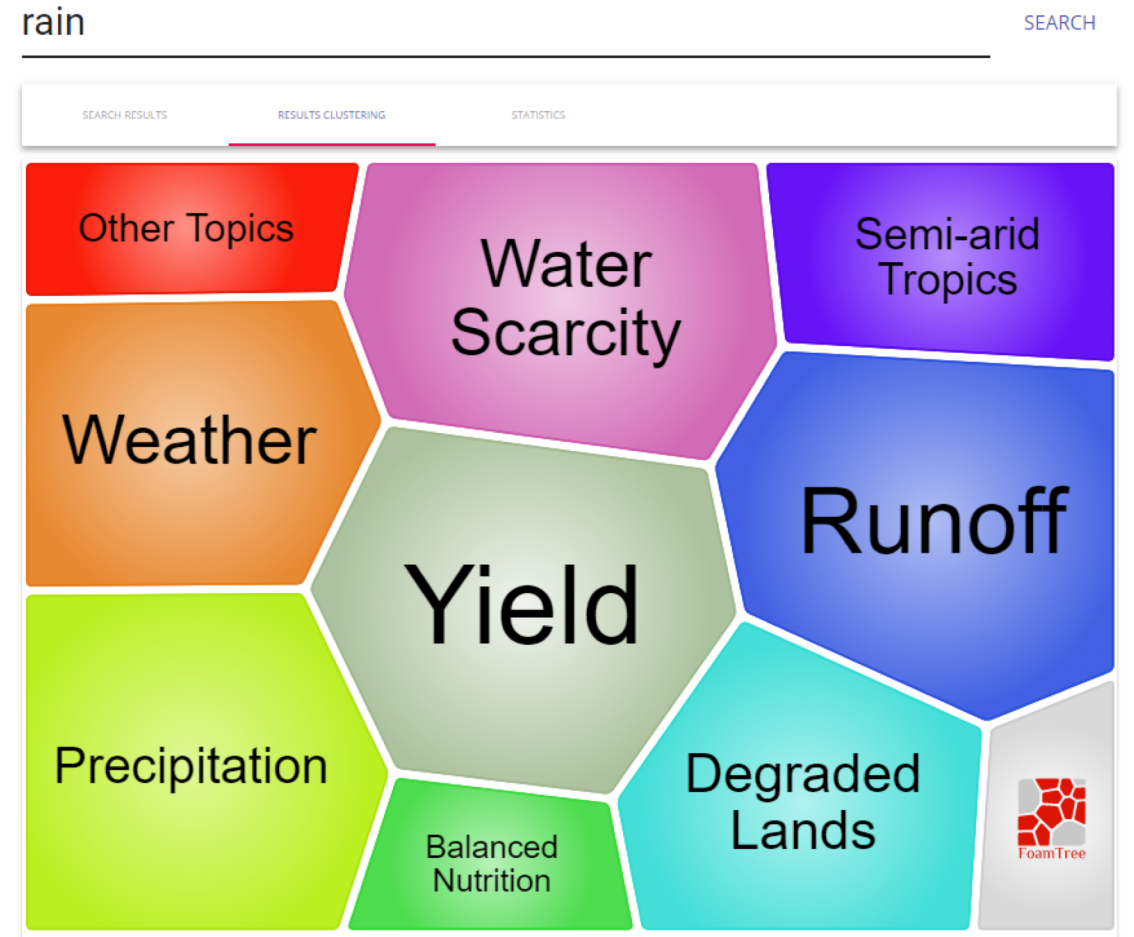 rain
SEARCH
SEARCH RESULTS
RESULTS CLUSTERING
STATISTICS
Other Topics
Water
Scarcity
Semi-arid
Tropics
Weather
Runoff
Yield
Precipitation
Balanced
Nutrition
Degraded
Lands
FoamTree